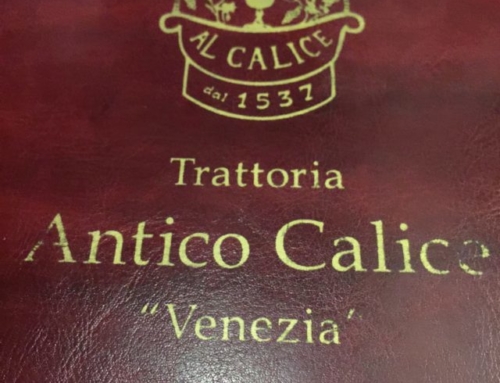 AL CALICE
dal 1537
Trattoria
Antico Calice
"Venezia'